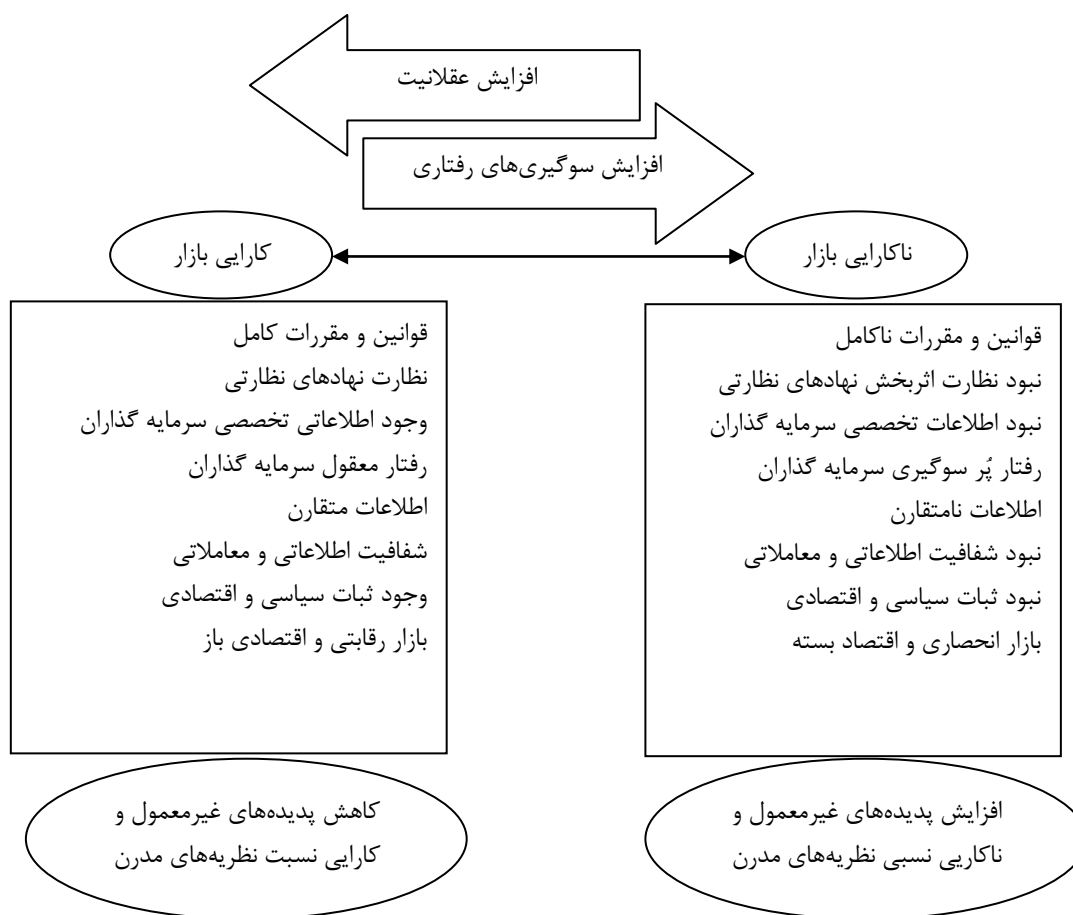 افزایش عقلانیت
افزایش سوگیری‌های رفتاری
ناکارایی بازار
کارایی بازار
قوانین و مقررات ناکامل
نبود نظارت اثربخش نهادهای نظارتی
نبود اطلاعات تخصصی سرمایه گذاران
رفتار پُر سوگیری سرمایه گذاران
اطلاعات نامتقارن
نبود شفافیت اطلاعاتی و معاملاتی
نبود ثبات سیاسی و اقتصادی
بازار انحصاری و اقتصاد بسته
قوانین و مقررات کامل
نظارت نهادهای نظارتی
وجود اطلاعاتی تخصصی سرمایه گذاران
رفتار معقول سرمایه گذاران
اطلاعات متقارن
شفافیت اطلاعاتی و معاملاتی
وجود ثبات سیاسی و اقتصادی
بازار رقابتی و اقتصادی باز
افزایش پدیده‌های غیرمعمول و
ناکاریی نسبی نظریه‌های مدرن
کاهش پدیده‌های غیرمعمول و
کارایی نسبت نظریه‌های مدرن